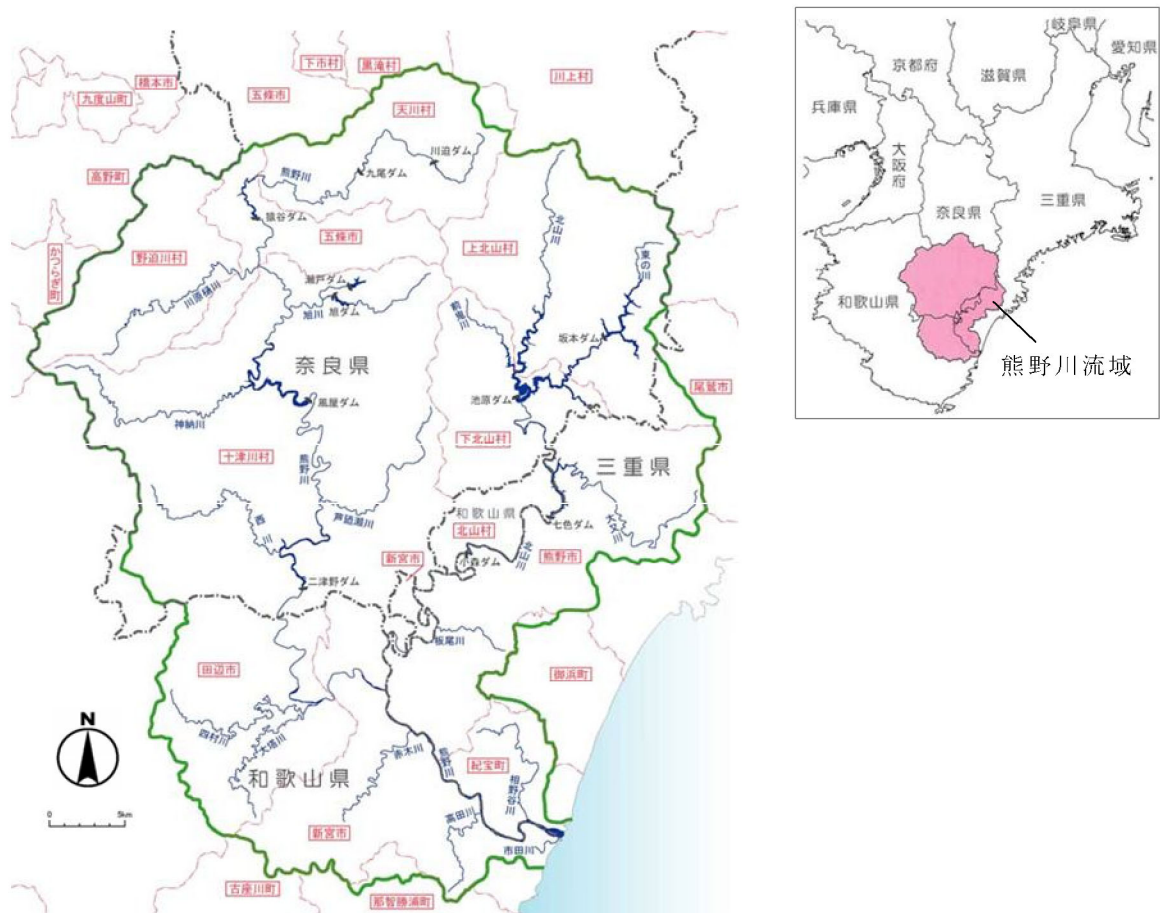 下市村
黒滝村
川上村
橋本市
九度山町
五條市
天川村
川迫ダム
九尾ダム
熊野川
高野町
猿谷ダム
五條市
北山川
上北山村
東の川
かつらぎ町
野迫川村
瀬戸ダム
川原樋川
旭川
旭ダム
前鬼川
坂本ダム
奈良県
尾鷲市
池原ダム
風屋ダム
神納川
下北山村
十津川村
熊野川
三重県
西川
芦廼瀬川
和歌山県
北山村
七色ダム
大又川
新宮市
小森ダム
北山川
熊野市
二津野ダム
板尾川
田辺市
御浜町
N
四村川
大塔川
赤木川
熊野川
紀宝町
相野谷川
和歌山県
0 5km
高田川
新宮市
市田川
古座川町
那智勝浦町
岐阜県
愛知県
京都府
滋賀県
兵庫県
大阪府
三重県
奈良県
和歌山県
熊野川流域